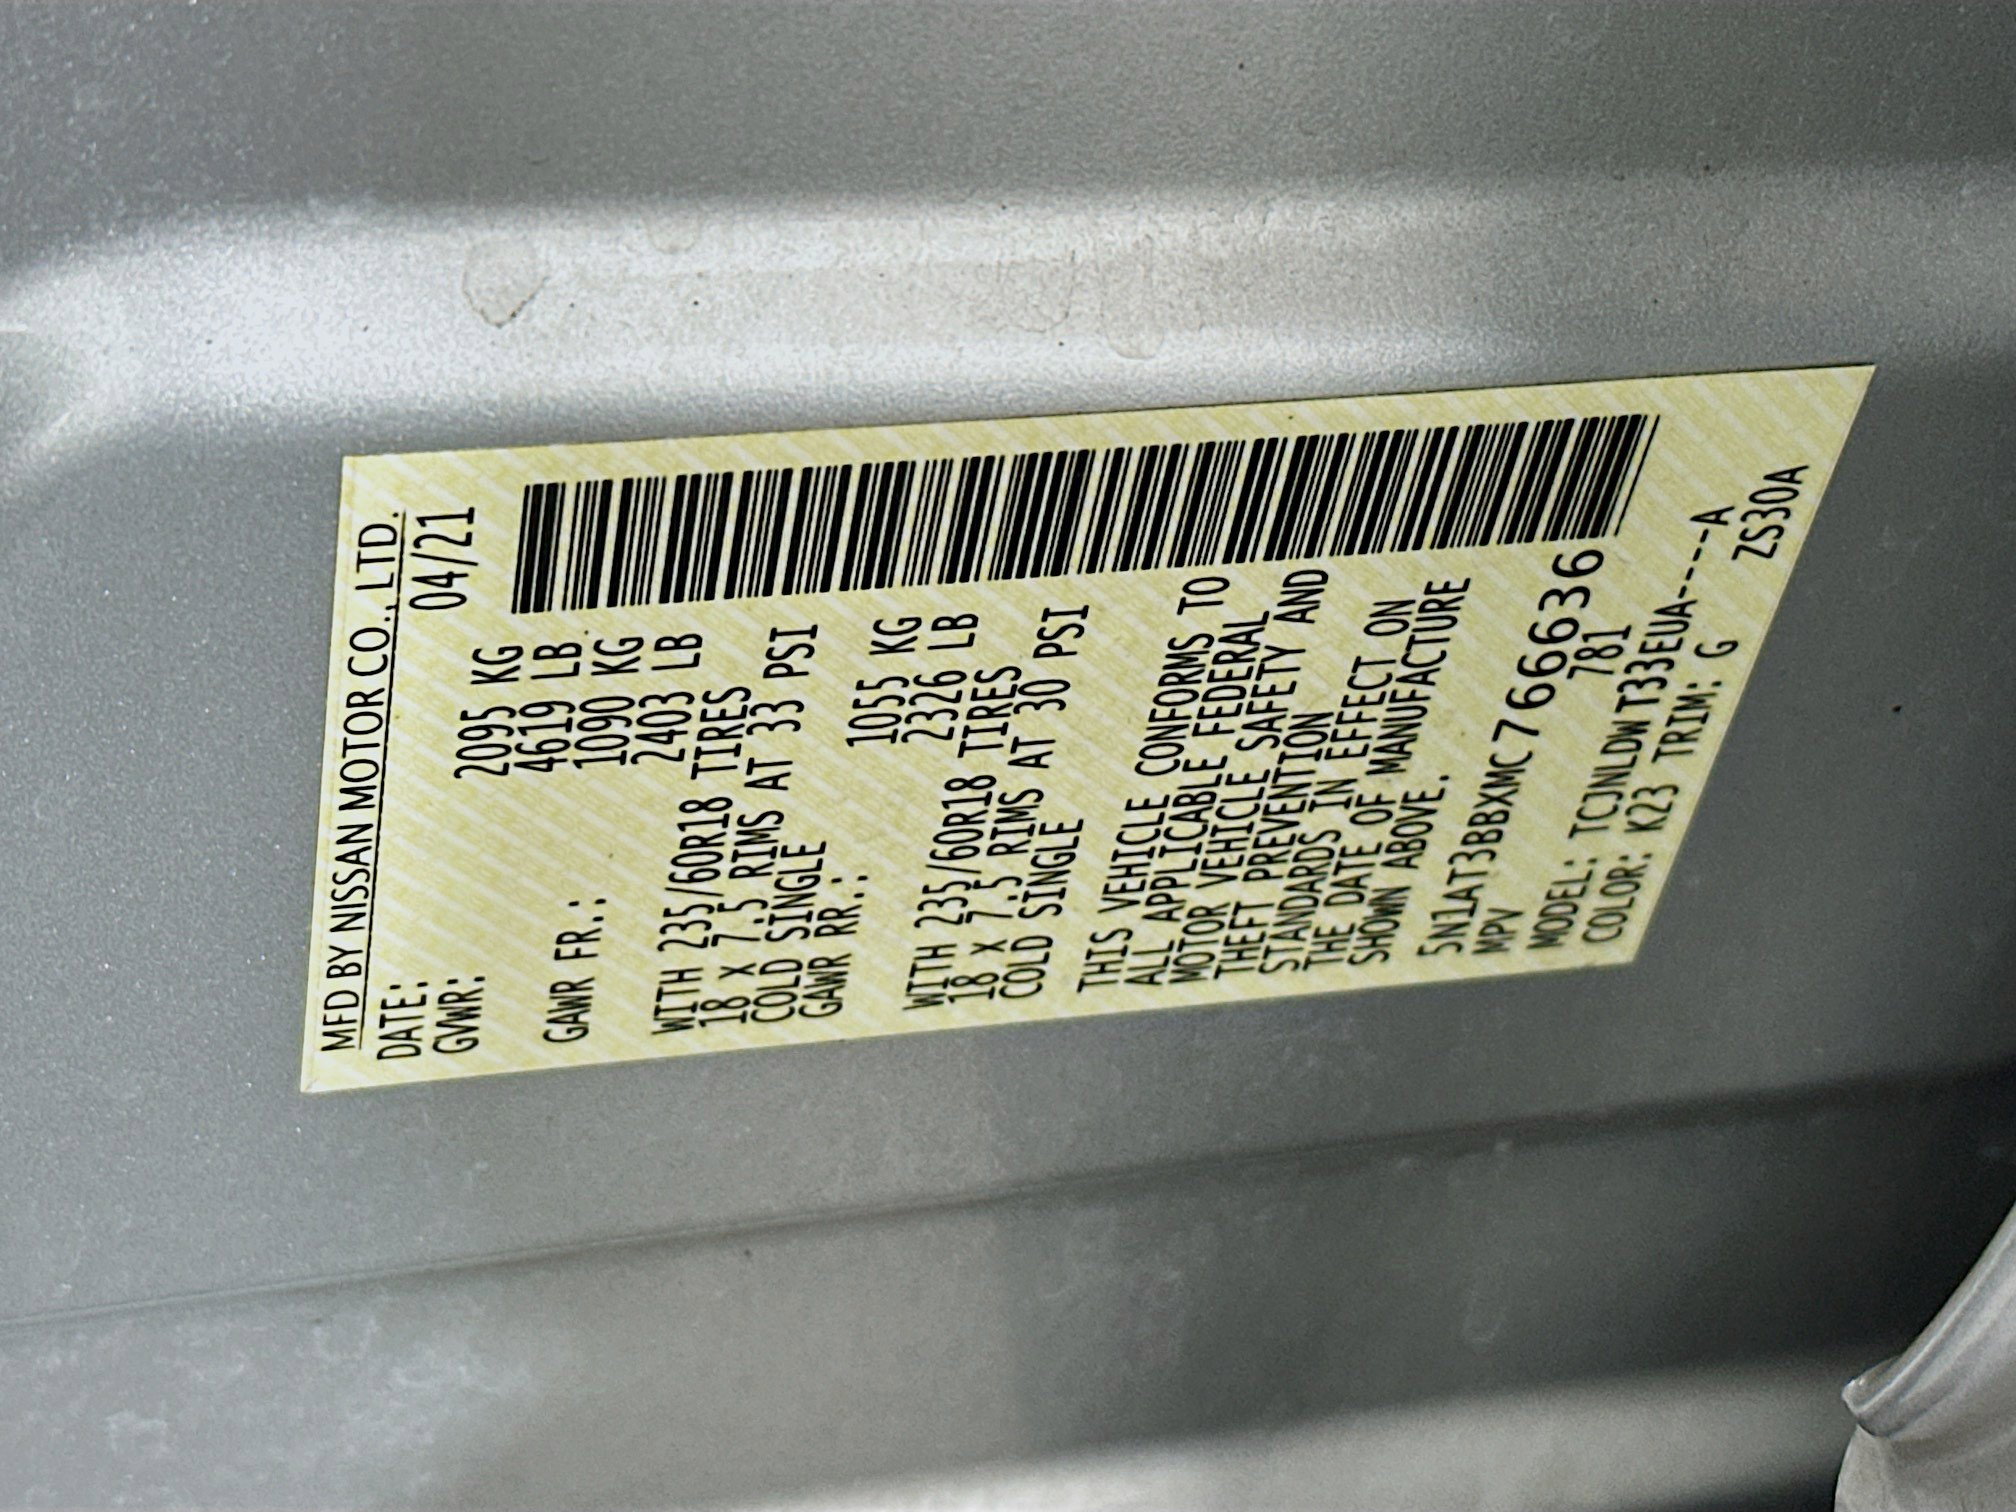 MFD BY NISSAN MOTOR CO., LTD.
DATE: 04/21
GVWR: 2095 KG
4619 LB
GAWR FR.: 1090 KG
2403 LB
WITH 235/60R18 TIRES
18 X 7.5 RIMS AT 33 PSI
COLD SINGLE
GAWR RR.: 1055 KG
2326 LB
WITH 235/60R18 TIRES
18 X 7.5 RIMS AT 30 PSI
COLD SINGLE
THIS VEHICLE CONFORMS TO
ALL APPLICABLE FEDERAL
MOTOR VEHICLE SAFETY AND
THEFT PREVENTION
STANDARDS IN EFFECT ON
THE DATE OF MANUFACTURE
SHOWN ABOVE.
5N1AT3BBXMC766636
MPV 781
MODEL: TCJNLDWT33EUA----A
COLOR: K23 TRIM: G
ZS30A